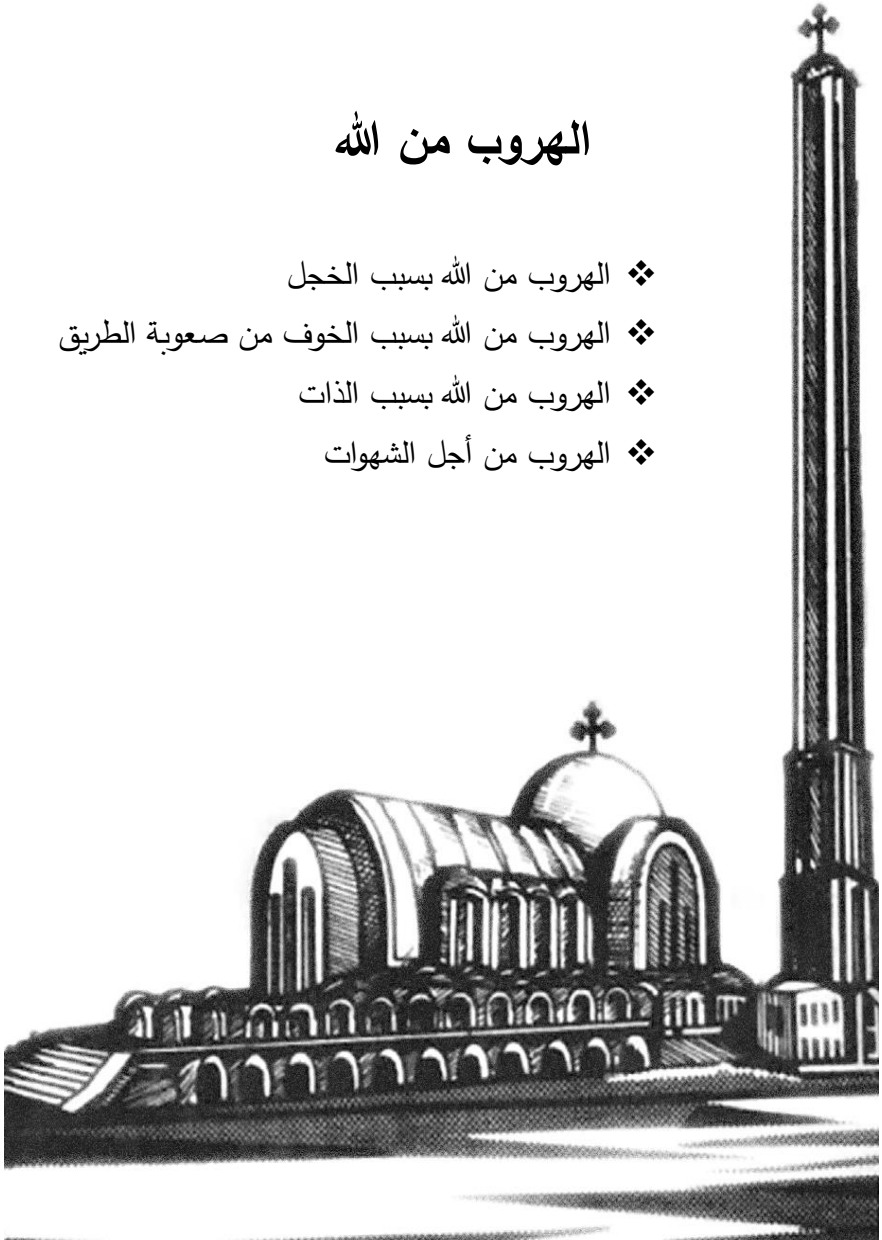 الهروب من الله
❖ الهروب من الله بسبب الخجل
❖ الهروب من الله بسبب الخوف من صعوبة الطريق
❖ الهروب من الله بسبب الذات
❖ الهروب من أجل الشهوات